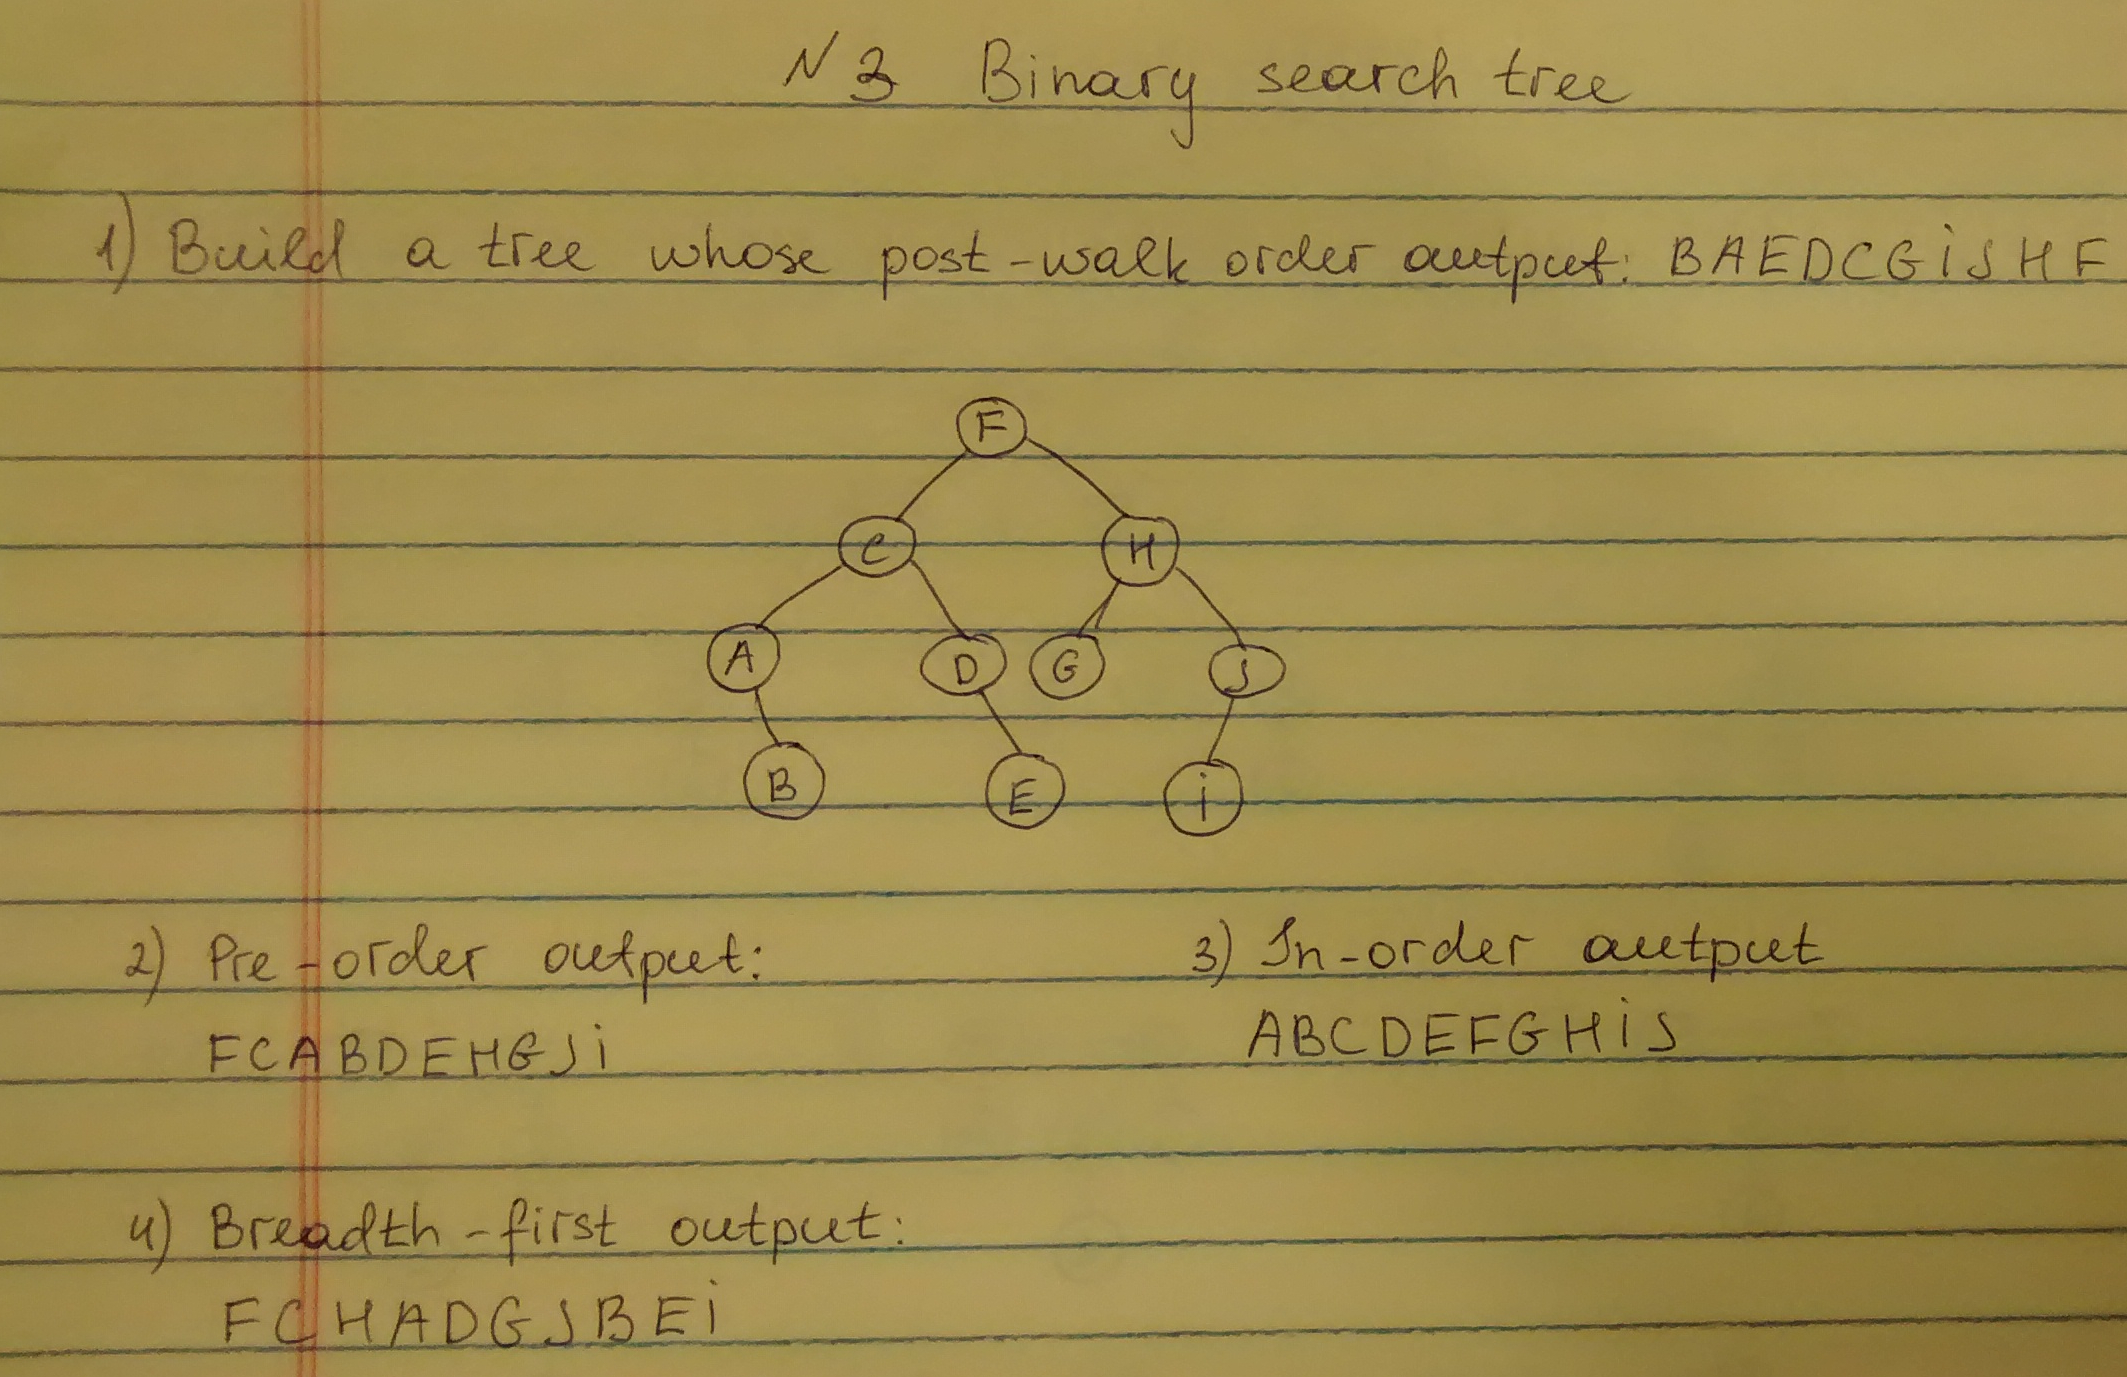 N 3 Binary search tree
1) Build a tree whose post-walk order output: BAEDCGiJHF
F
C H
A D G J
B E i
2) Pre-order output: 3) In-order output
FCABDEHGJi ABCDEFGHiJ
4) Breadth-first output:
FCHADGJBEi